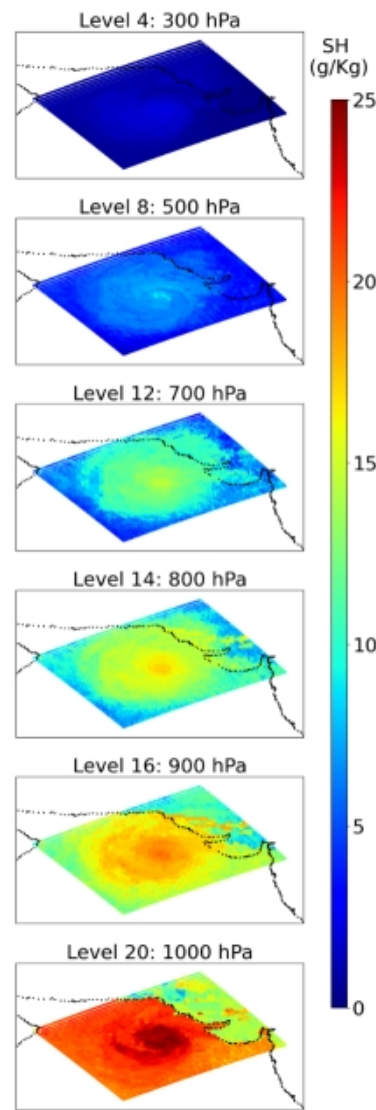 Level 4: 300 hPa
SH
(g/Kg)
25
Level 8: 500 hPa
20
Level 12: 700 hPa
15
Level 14: 800 hPa
10
Level 16: 900 hPa
5
Level 20: 1000 hPa
0